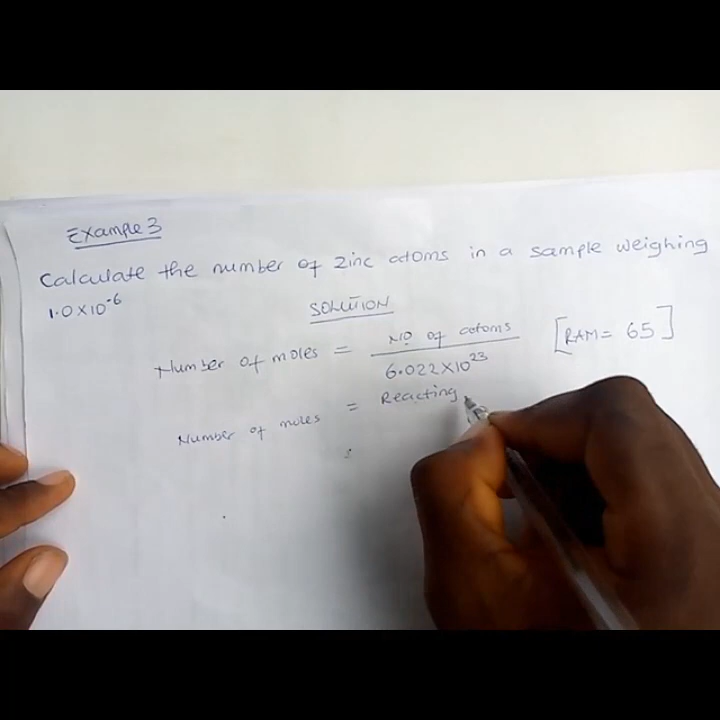 Example 3
Calculate the number of Zinc atoms in a sample weighing
1.0×10⁻⁶
SOLUTION
Number of moles = No of atoms / 6.022×10²³ [RAM = 65]
Number of moles = Reacting